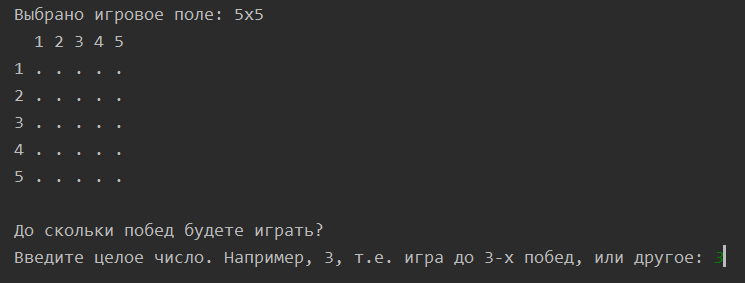 Выбрано игровое поле: 5x5
  1 2 3 4 5
1 . . . . .
2 . . . . .
3 . . . . .
4 . . . . .
5 . . . . .
До скольки побед будете играть?
Введите целое число. Например, 3, т.е. игра до 3-х побед, или другое: 3